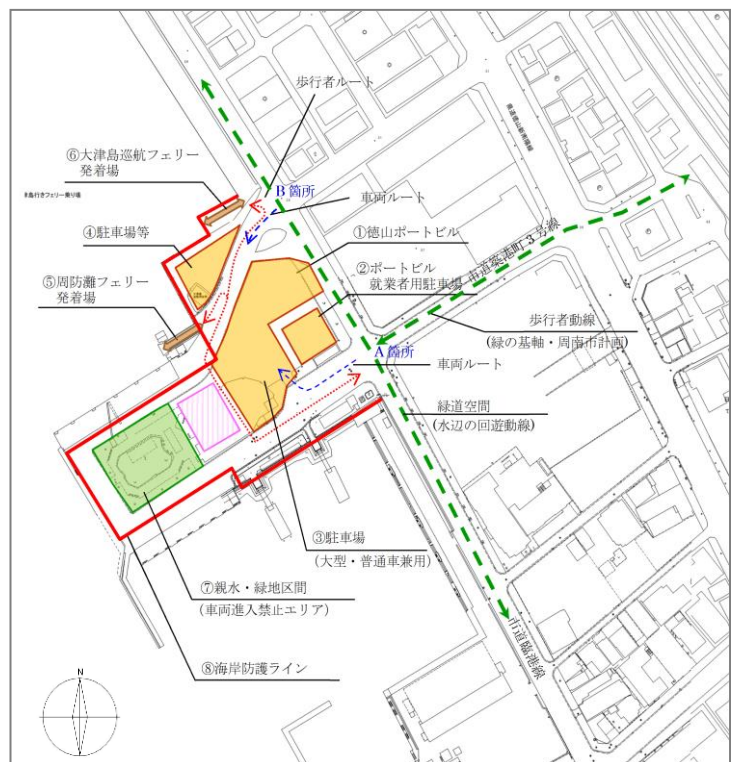 歩行者ルート
⑥大津島巡航フェリー
発着場
B箇所
車両ルート
④駐車場等
①徳山ポートビル
②ポートビル
就業者用駐車場
市道築港町3号線
⑤周防灘フェリー
発着場
歩行者動線
(緑の基軸・周南市計画)
A箇所
車両ルート
緑道空間
(水辺の回遊動線)
③駐車場
(大型・普通車兼用)
⑦親水・緑地区間
(車両進入禁止エリア)
市道臨港線
⑧海岸防護ライン
N